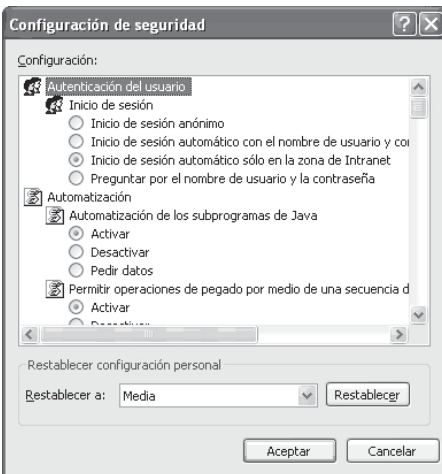 Configuración de seguridad
Configuración:
Autenticación del usuario
Inicio de sesión
Inicio de sesión anónimo
Inicio de sesión automático con el nombre de usuario y
Inicio de sesión automático sólo en la zona de Intranet
Preguntar por el nombre de usuario y la contraseña
Automatización
Automatización de los subprogramas de Java
Activar
Desactivar
Pedir datos
Permitir operaciones de pegado por medio de una secuencia d
Activar
Restablecer configuración personal
Restablecer a: Media Restablecer
Aceptar Cancelar